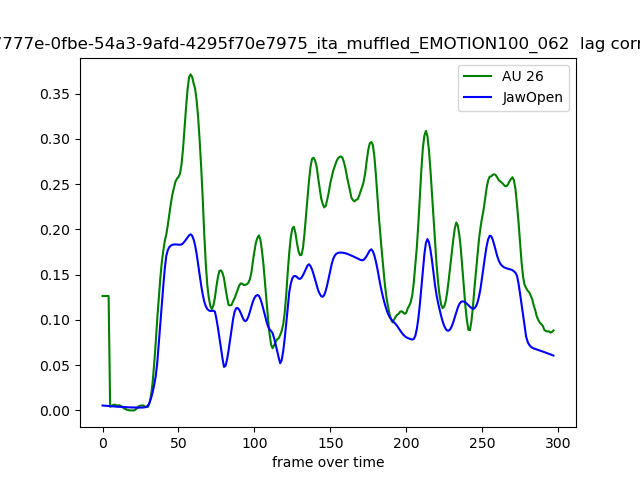 7777e-0fbe-54a3-9afd-4295f70e7975_ita_muffled_EMOTION100_062 lag corr
AU 26
JawOpen
0.35
0.30
0.25
0.20
0.15
0.10
0.05
0.00
0 50 100 150 200 250 300
frame over time